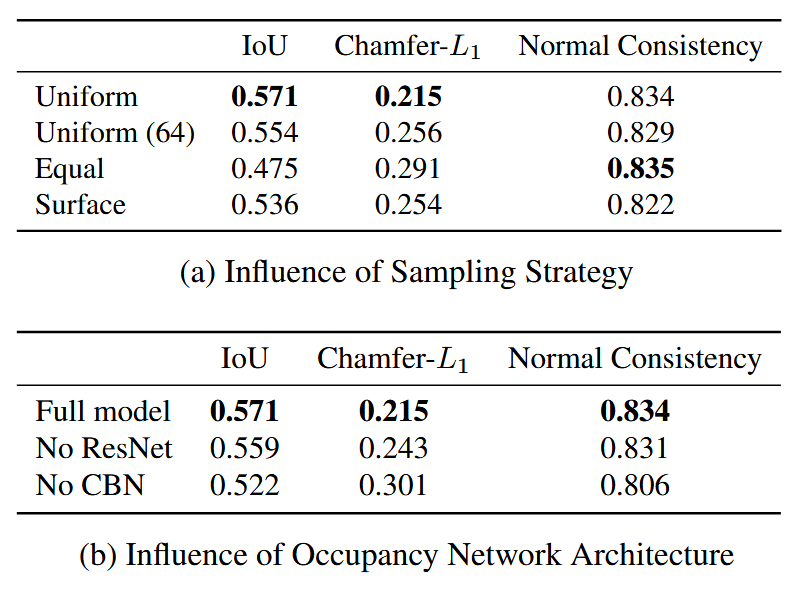 IoU Chamfer-L1 Normal Consistency
Uniform 0.571 0.215 0.834
Uniform (64) 0.554 0.256 0.829
Equal 0.475 0.291 0.835
Surface 0.536 0.254 0.822
(a) Influence of Sampling Strategy
IoU Chamfer-L1 Normal Consistency
Full model 0.571 0.215 0.834
No ResNet 0.559 0.243 0.831
No CBN 0.522 0.301 0.806
(b) Influence of Occupancy Network Architecture